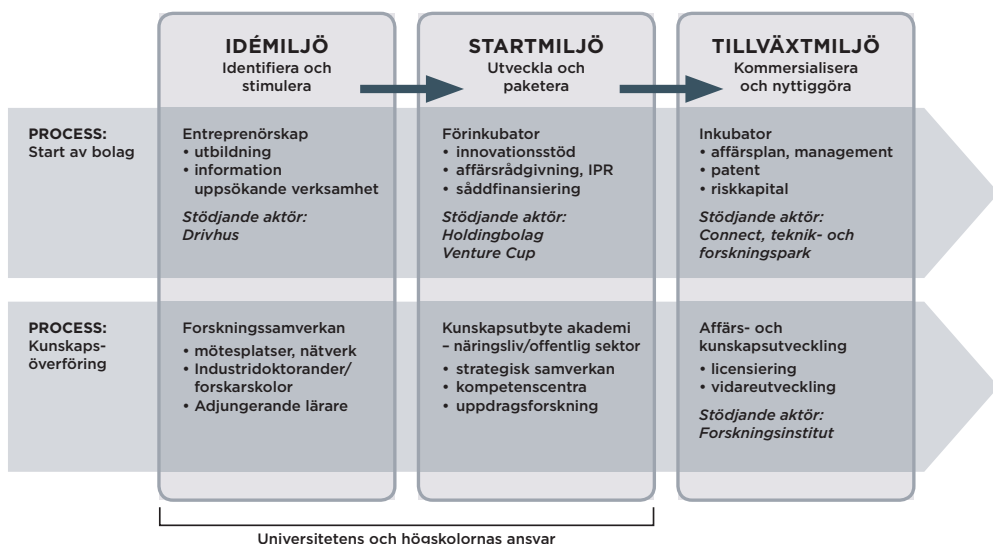 IDÉMILJÖ
Identifiera och
stimulera
STARTMILJÖ
Utveckla och
paketera
TILLVÄXTMILJÖ
Kommersialisera
och nyttiggöra
PROCESS:
Start av bolag
Entreprenörskap
• utbildning
• information
uppsökande verksamhet
Stödjande aktör:
Drivhus
Förinkubator
• innovationsstöd
• affärsrådgivning, IPR
• såddfinansiering
Stödjande aktör:
Holdingbolag
Venture Cup
Inkubator
• affärsplan, management
• patent
• riskkapital
Stödjande aktör:
Connect, teknik- och
forskningspark
PROCESS:
Kunskaps-
överföring
Forskningssamverkan
• mötesplatser, nätverk
• Industridoktorander/
forskarskolor
• Adjungerande lärare
Kunskapsutbyte akademi
– näringsliv/offentlig sektor
• strategisk samverkan
• kompetenscentra
• uppdragsforskning
Affärs- och
kunskapsutveckling
• licensiering
• vidareutveckling
Stödjande aktör:
Forskningsinstitut
Universitetens och högskolornas ansvar